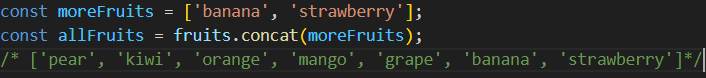 const moreFruits = ['banana', 'strawberry'];
const allFruits = fruits.concat(moreFruits);
/* ['pear', 'kiwi', 'orange', 'mango', 'grape', 'banana', 'strawberry']*/